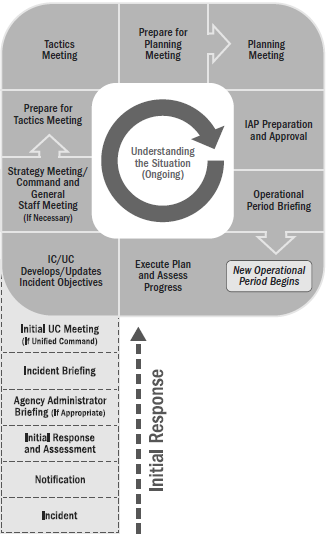 Tactics
Meeting
Prepare for
Planning
Meeting
Planning
Meeting
Prepare for
Tactics Meeting
IAP Preparation
and Approval
Understanding
the Situation
(Ongoing)
Strategy Meeting/
Command and
General
Staff Meeting
(If Necessary)
Operational
Period Briefing
IC/UC
Develops/Updates
Incident Objectives
Execute Plan
and Assess
Progress
New Operational
Period Begins
Initial UC Meeting
(If Unified Command)
Incident Briefing
Agency Administrator
Briefing (If Appropriate)
Initial Response
and Assessment
Notification
Incident
Initial Response